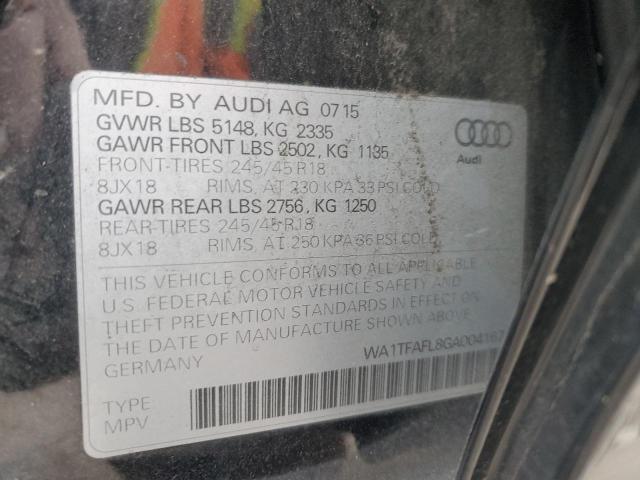 MFD. BY AUDI AG 07 15
GVWR LBS 5148, KG 2335
GAWR FRONT LBS 2502, KG 1135
FRONT-TIRES 245/45 R18
8JX18 RIMS, AT 230 KPA 33 PSI COLD
GAWR REAR LBS 2756, KG 1250
REAR-TIRES 245/45 R18
8JX18 RIMS, AT 250 KPA 36 PSI COLD
Audi
THIS VEHICLE CONFORMS TO ALL APPLICABLE
U.S. FEDERAL MOTOR VEHICLE SAFETY AND
THEFT PREVENTION STANDARDS IN EFFECT ON
THE DATE OF MANUFACTURE SHOWN ABOVE.
GERMANY
WA1TFAFL8GA004167
TYPE
MPV